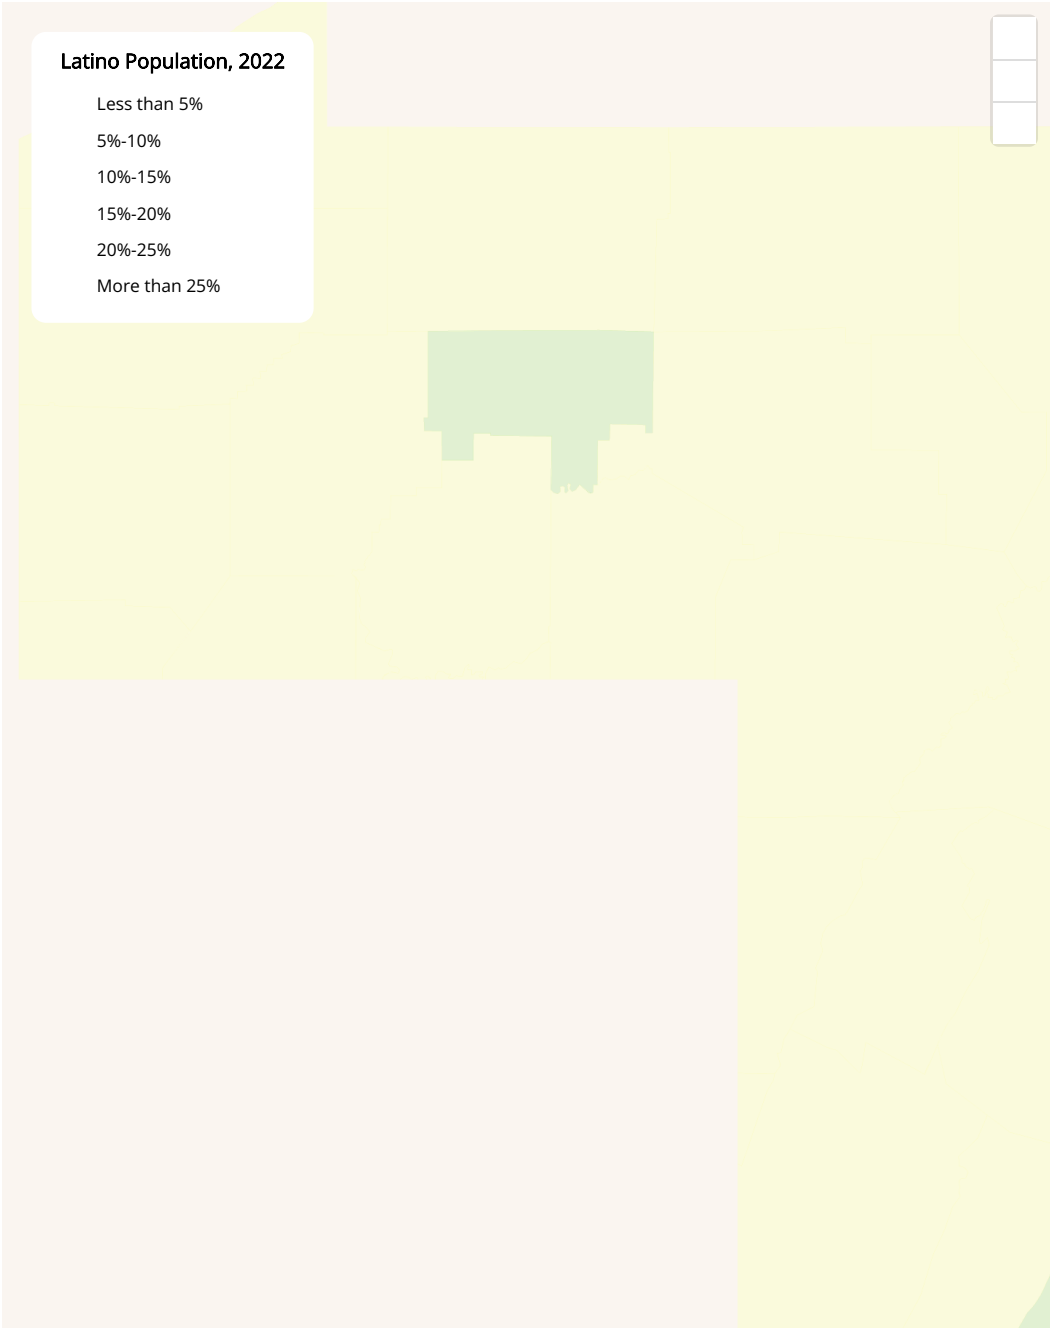 Latino Population, 2022
Less than 5%
5%-10%
10%-15%
15%-20%
20%-25%
More than 25%